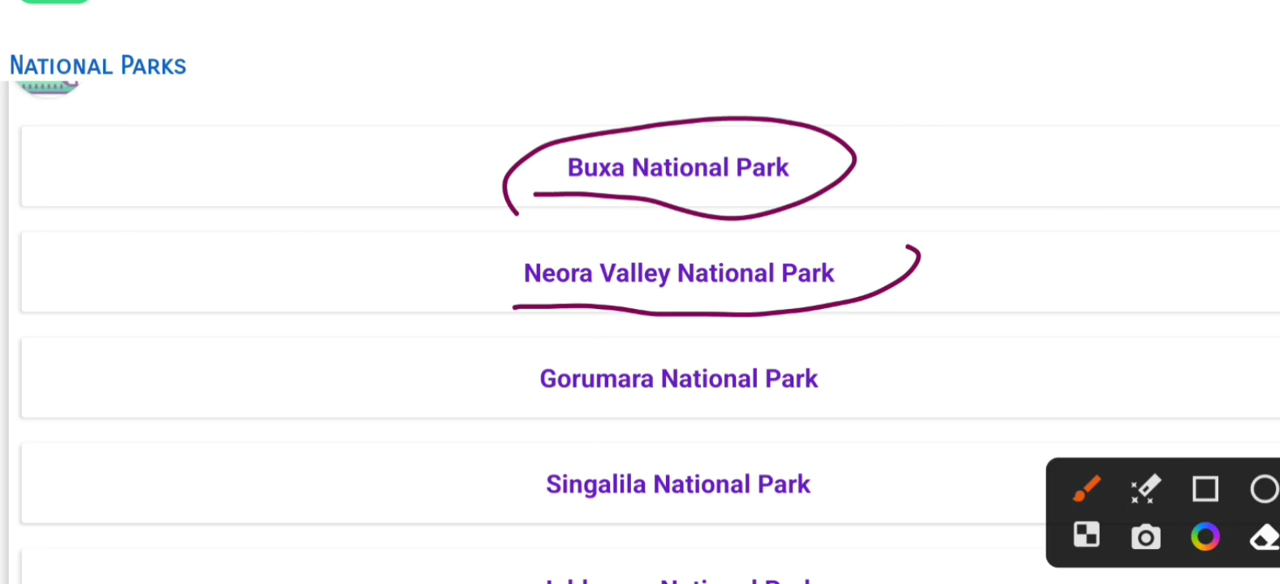 National Parks
Buxa National Park
Neora Valley National Park
Gorumara National Park
Singalila National Park